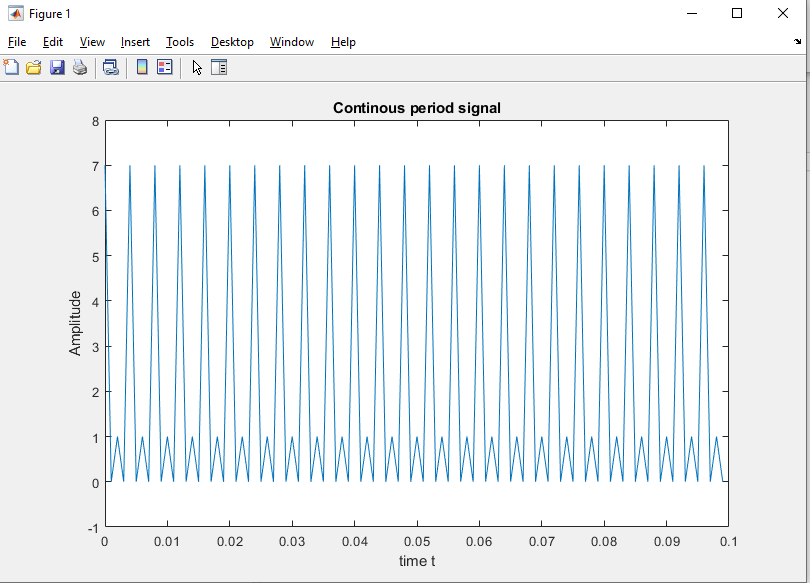 Figure 1
File Edit View Insert Tools Desktop Window Help
Continous period signal
8
7
6
5
4
3
2
1
0
-1
Amplitude
0 0.01 0.02 0.03 0.04 0.05 0.06 0.07 0.08 0.09 0.1
time t